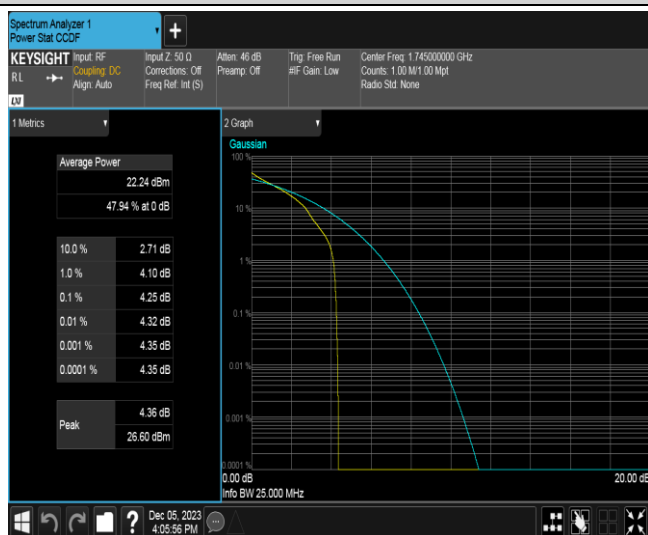 Spectrum Analyzer 1
Power Stat CCDF
KEYSIGHT
RL
LXI
Input: RF
Coupling: DC
Align: Auto
Input Z: 50 Ω
Corrections: Off
Freq Ref: Int (S)
Atten: 46 dB
Preamp: Off
Trig: Free Run
#IF Gain: Low
Center Freq: 1.745000000 GHz
Counts: 1.00 M/1.00 Mpt
Radio Std: None
1 Metrics
Average Power
22.24 dBm
47.94 % at 0 dB
10.0 % 2.71 dB
1.0 % 4.10 dB
0.1 % 4.25 dB
0.01 % 4.32 dB
0.001 % 4.35 dB
0.0001 % 4.35 dB
Peak
4.36 dB
26.60 dBm
2 Graph
Gaussian
100 %
10 %
1 %
0.1 %
0.01 %
0.001 %
0.0001 %
0.00 dB
20.00 dB
Info BW 25.000 MHz
?
Dec 05, 2023
4:05:56 PM